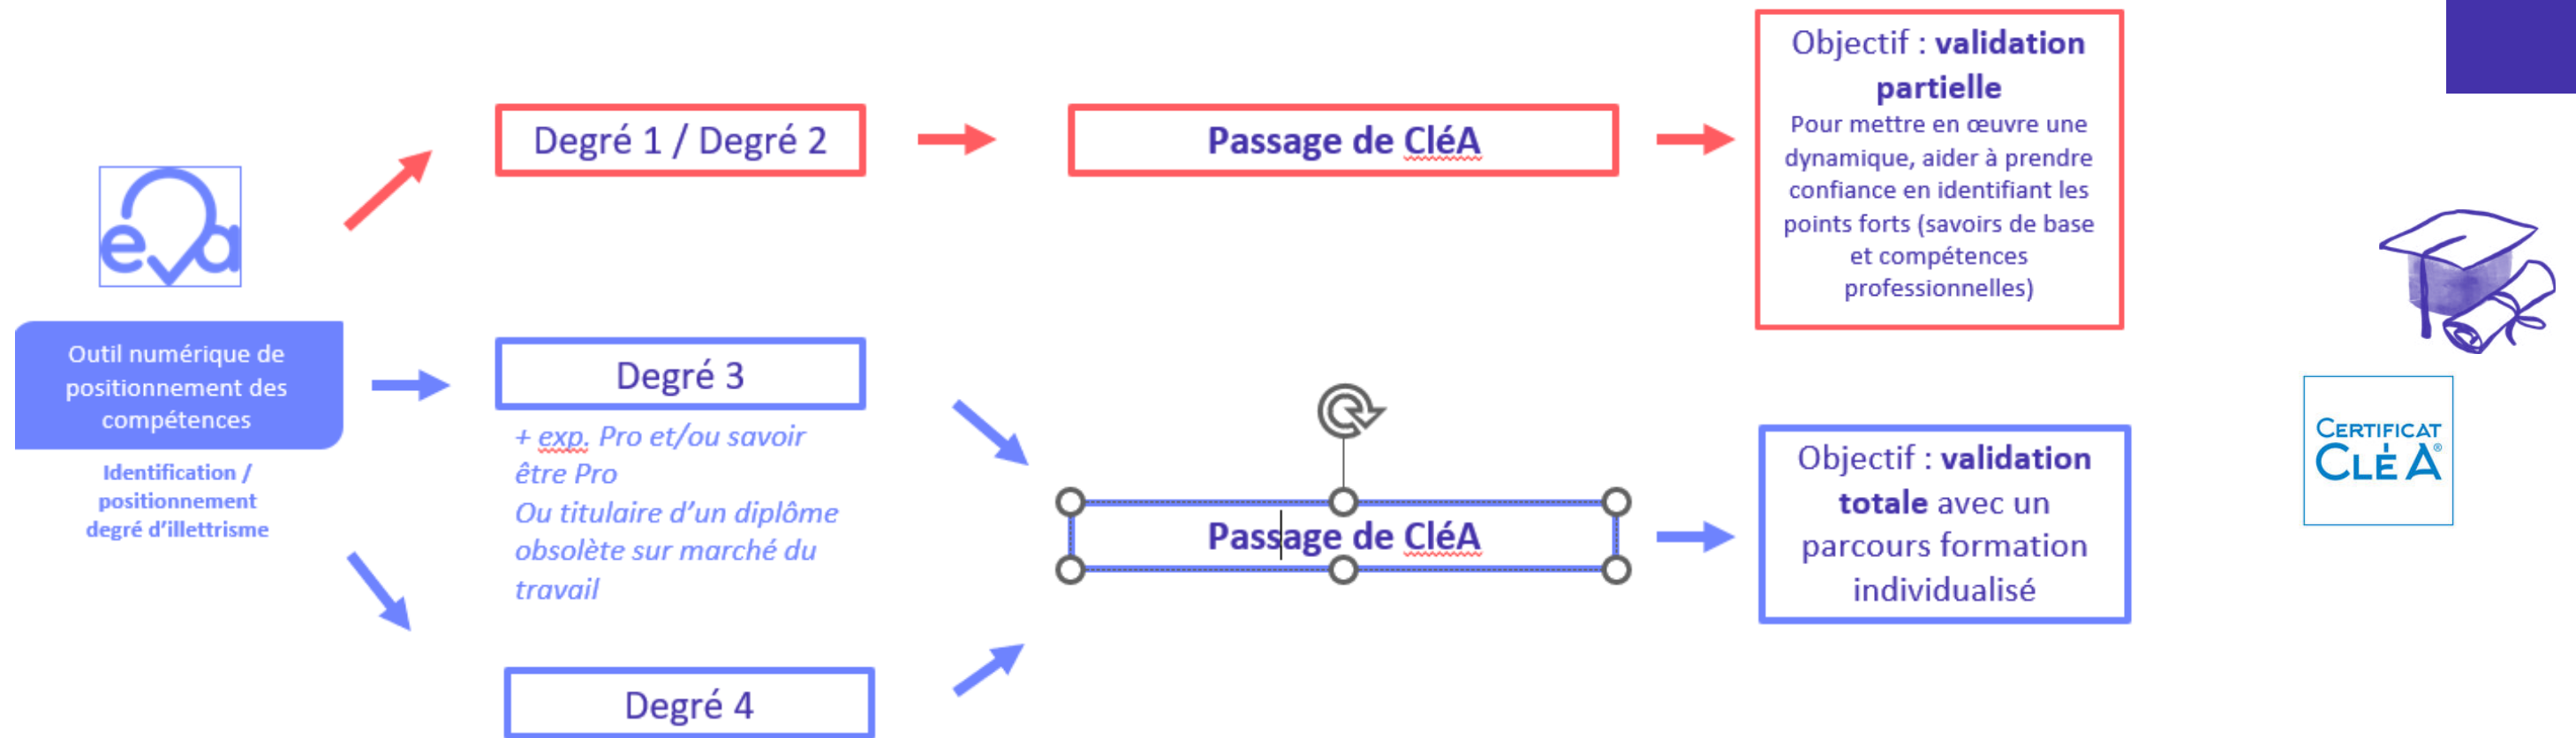 eva
Outil numérique de
positionnement des
compétences
Identification /
positionnement
degré d'illettrisme
Degré 1 / Degré 2
Passage de CléA
Objectif : validation
partielle
Pour mettre en œuvre une
dynamique, aider à prendre
confiance en identifiant les
points forts (savoirs de base
et compétences
professionnelles)
Degré 3
+ exp. Pro et/ou savoir
être Pro
Ou titulaire d'un diplôme
obsolète sur marché du
travail
Degré 4
Passage de CléA
Objectif : validation
totale avec un
parcours formation
individualisé
CERTIFICAT
CLÉA®